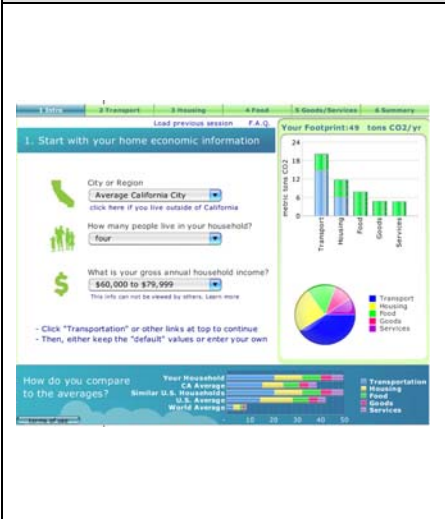 1 Intro 2 Transport 3 Housing 4 Food 5 Goods/Services 6 Summary
Load previous session F.A.Q.
1. Start with your home economic information
City or Region
Average California City
click here if you live outside of California
How many people live in your household?
four
What is your gross annual household income?
$60,000 to $79,999
This info can not be viewed by others. Learn more
- Click "Transportation" or other links at top to continue
- Then, either keep the "default" values or enter your own
Your Footprint:49 tons CO2/yr
metric tons CO2
24
18
12
6
0
Transport
Housing
Food
Goods
Services
Transport
Housing
Food
Goods
Services
How do you compare
to the averages?
Your Household
CA Average
Similar U.S. Households
U.S. Average
World Average
10 20 30 40 50
Transportation
Housing
Food
Goods
Services
terms of use